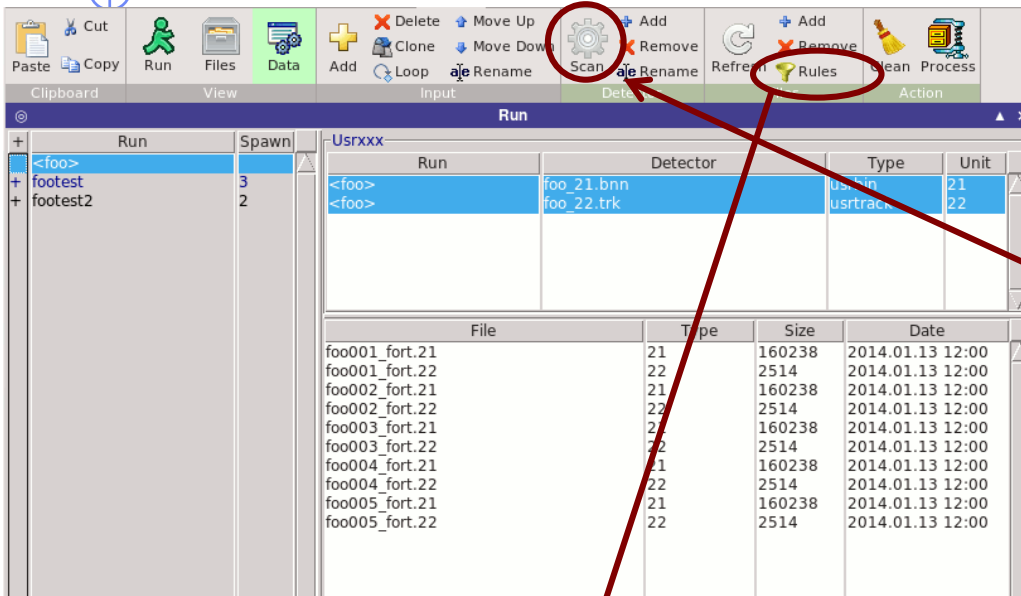 Paste
Cut
Copy
Clipboard
Run
Files
Data
View
Add
Delete
Move Up
Clone
Move Down
Loop
Rename
Input
Scan
Add
Remove
Rename
Refresh
Add
Remove
Rules
Clean
Process
Action
Run
+ Run Spawn
<foo>
+ footest 3
+ footest2 2
Usrxxx
Run Detector Type Unit
<foo> foo_21.bnn usrbin 21
<foo> foo_22.trk usrtrack 22
File Type Size Date
foo001_fort.21 21 160238 2014.01.13 12:00
foo001_fort.22 22 2514 2014.01.13 12:00
foo002_fort.21 21 160238 2014.01.13 12:00
foo002_fort.22 22 2514 2014.01.13 12:00
foo003_fort.21 21 160238 2014.01.13 12:00
foo003_fort.22 22 2514 2014.01.13 12:00
foo004_fort.21 21 160238 2014.01.13 12:00
foo004_fort.22 22 2514 2014.01.13 12:00
foo005_fort.21 21 160238 2014.01.13 12:00
foo005_fort.22 22 2514 2014.01.13 12:00